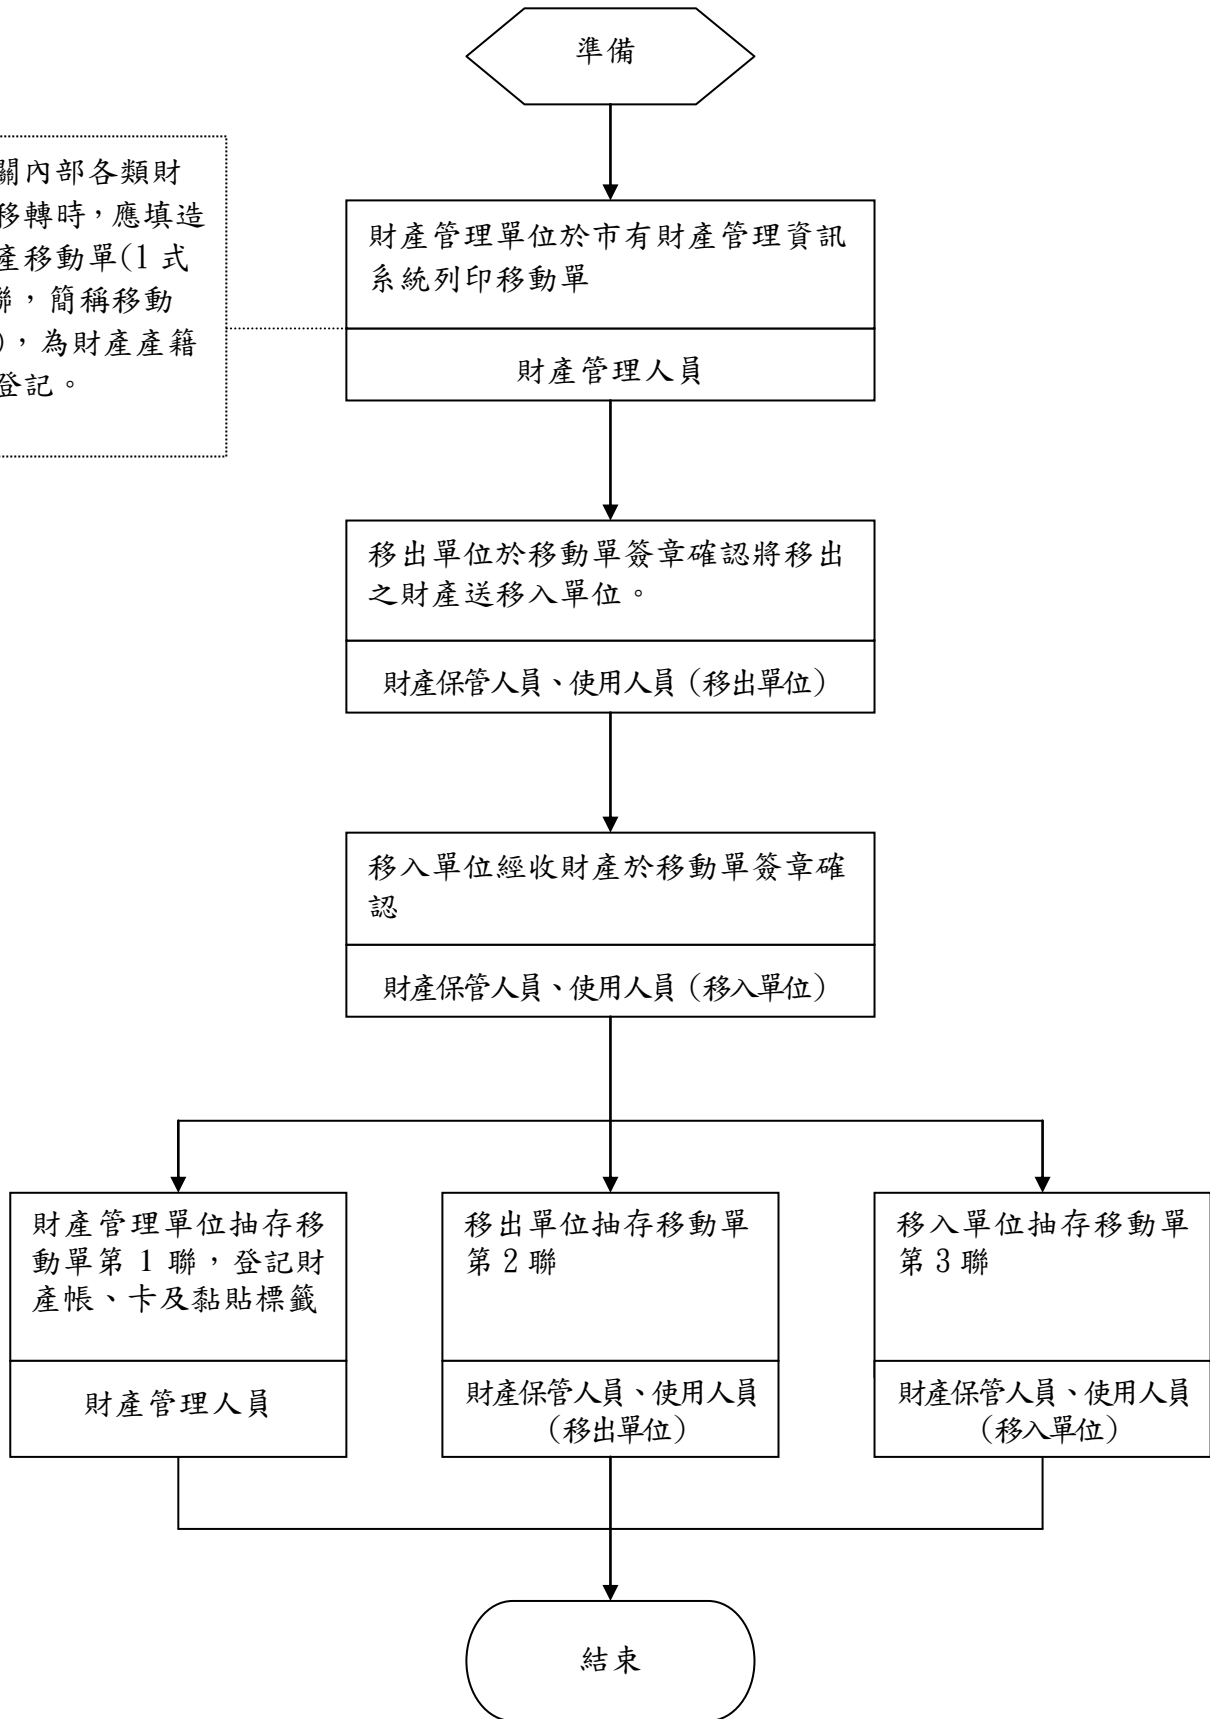 準備
關內部各類財
移轉時，應填造
產移動單(1 式
聯，簡稱移動
)，為財產產籍
登記。
財產管理單位於市有財產管理資訊
系統列印移動單
財產管理人員
移出單位於移動單簽章確認將移出
之財產送移入單位。
財產保管人員、使用人員（移出單位）
移入單位經收財產於移動單簽章確
認
財產保管人員、使用人員（移入單位）
財產管理單位抽存移
動單第 1 聯，登記財
產帳、卡及黏貼標籤
財產管理人員
移出單位抽存移動單
第 2 聯
財產保管人員、使用人員
（移出單位）
移入單位抽存移動單
第 3 聯
財產保管人員、使用人員
（移入單位）
結束